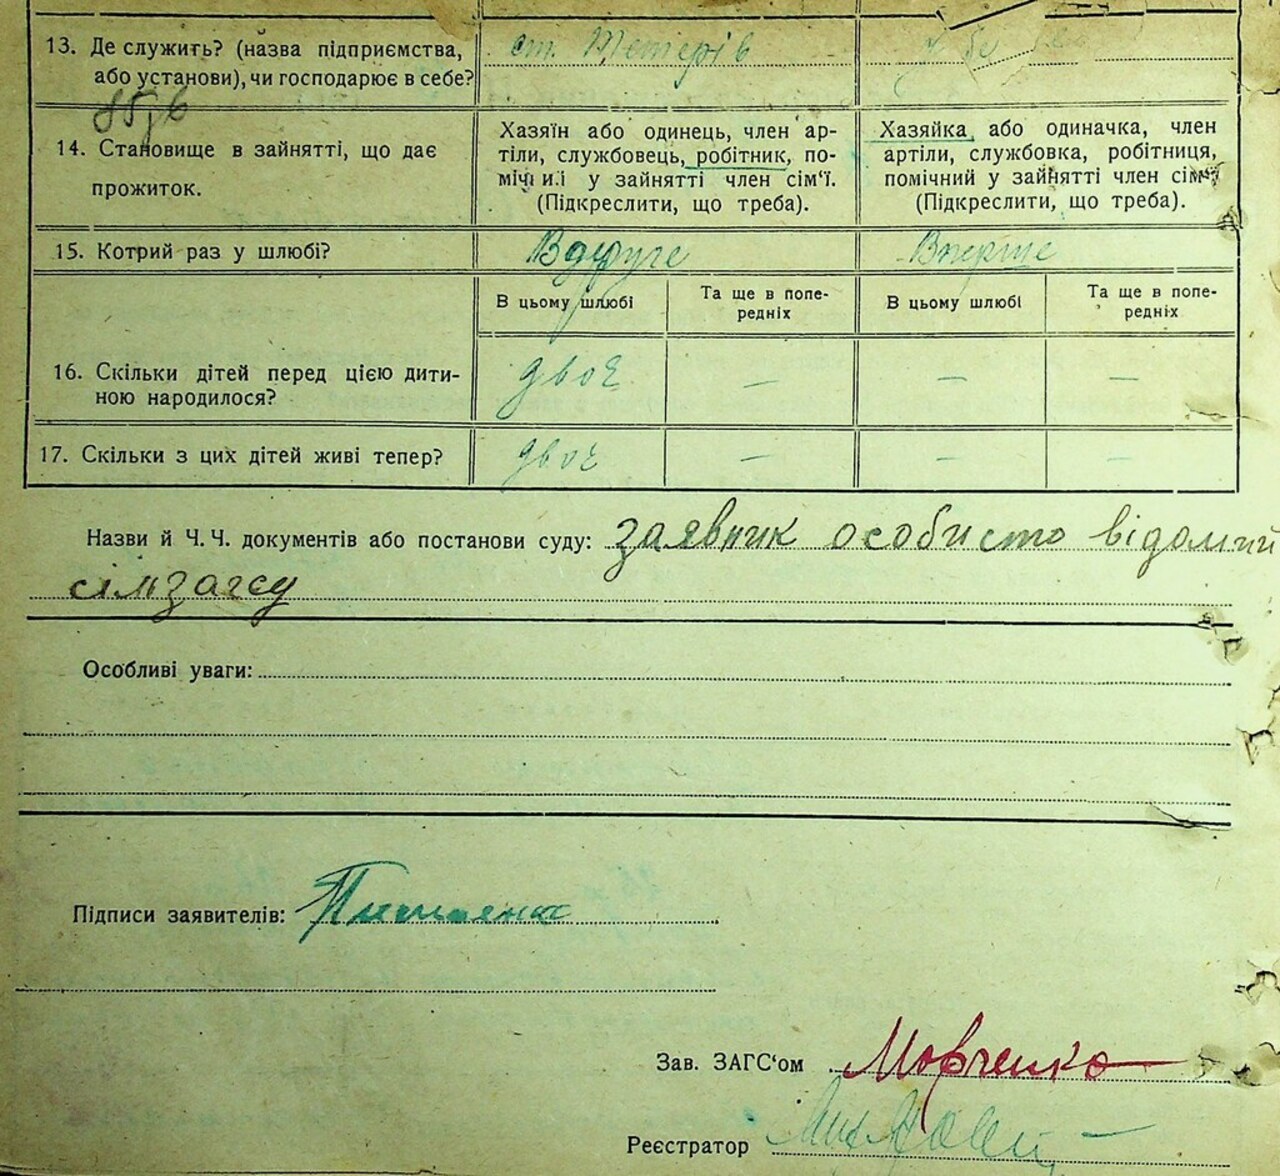 13. Де служить? (назва підприємства, або установи), чи господарює в себе?
ст. Тетерів
у себе
14. Становище в зайнятті, що дає прожиток.
Хазяїн або одинець, член ар-
тіли, службовець, робітник, по-
мічний у зайнятті член сім‘ї.
(Підкреслити, що треба).
Хазяйка або одиначка, член
артіли, службовка, робітниця,
помічний у зайнятті член сім‘ї
(Підкреслити, що треба).
15. Котрий раз у шлюбі?
Вдруге
Вперше
В цьому шлюбі
Та ще в попе-
редніх
В цьому шлюбі
Та ще в попе-
редніх
16. Скільки дітей перед цією дити-
ною народилося?
двоє — — —
17. Скільки з цих дітей живі тепер?
двоє — — —
Назви й Ч. Ч. документів або постанови суду: заявник особисто відомий
сільзагсу
Особливі уваги:
Підписи заявителів:
Зав. ЗАГС‘ом Мовченко
Реєстратор